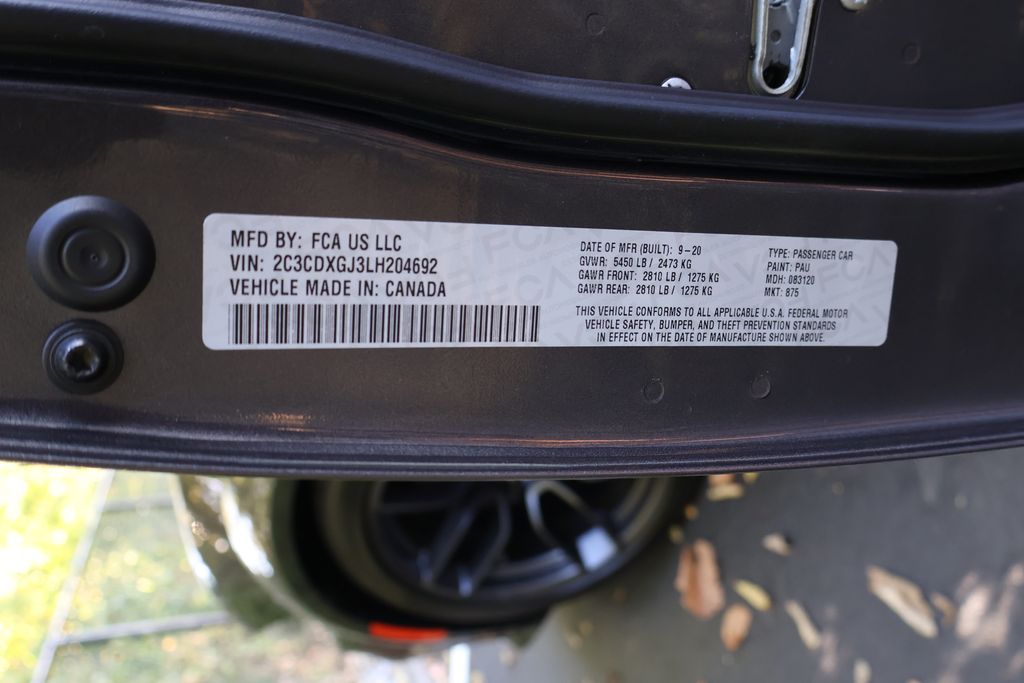 MFD BY: FCA US LLC
VIN: 2C3CDXGJ3LH204692
VEHICLE MADE IN: CANADA
DATE OF MFR (BUILT): 9-20
GVWR: 5450 LB / 2473 KG
GAWR FRONT: 2810 LB / 1275 KG
GAWR REAR: 2810 LB / 1275 KG
TYPE: PASSENGER CAR
PAINT: PAU
MDH: 083120
MKT: 875
THIS VEHICLE CONFORMS TO ALL APPLICABLE U.S.A. FEDERAL MOTOR
VEHICLE SAFETY, BUMPER, AND THEFT PREVENTION STANDARDS
IN EFFECT ON THE DATE OF MANUFACTURE SHOWN ABOVE.